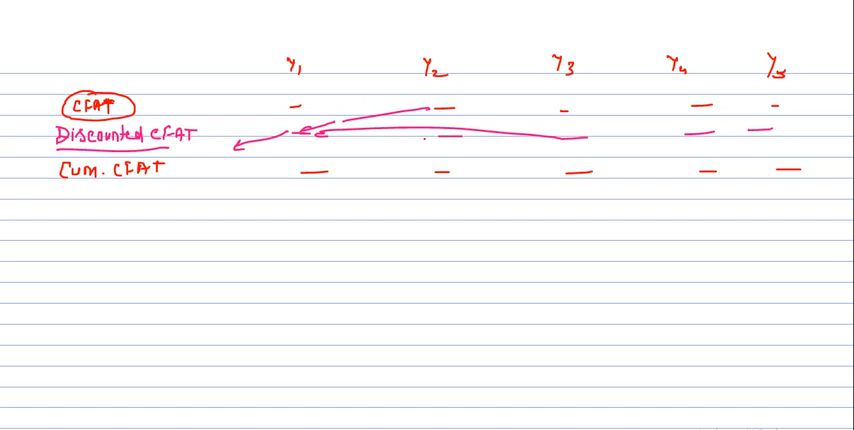 Y1 Y2 Y3 Y4 Y5
CFAT - - - - -
Discounted CFAT - - - -
Cum. CFAT - - - - -